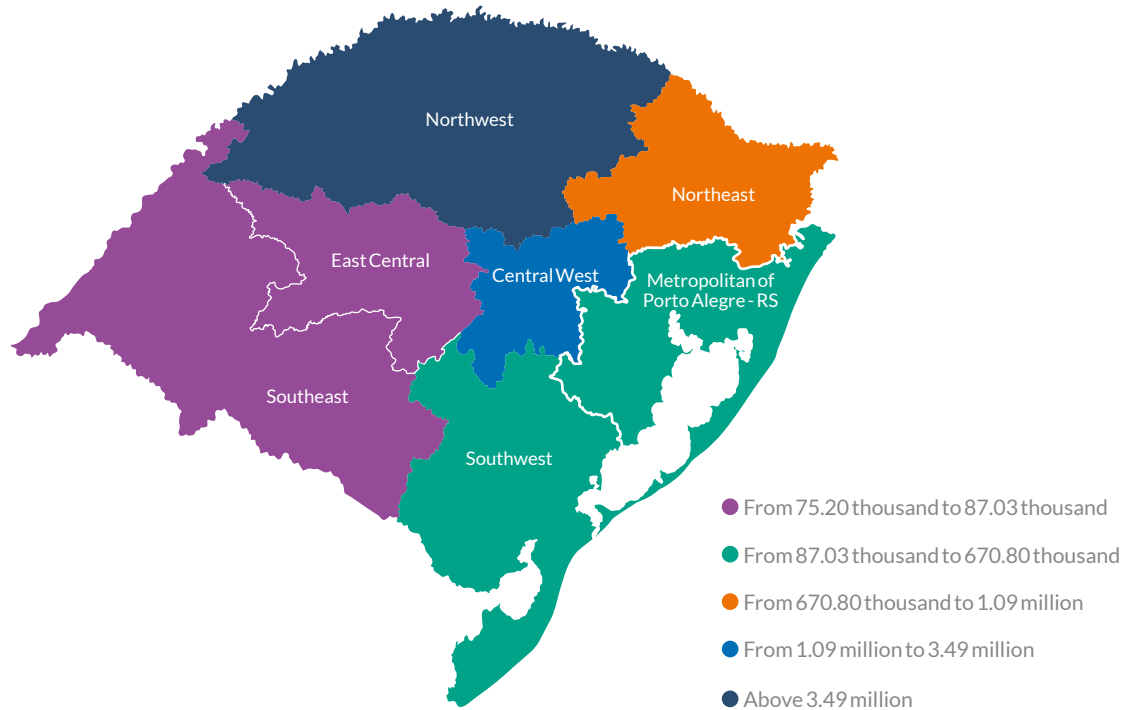 Northwest
Northeast
East Central
Central West
Metropolitan of
Porto Alegre - RS
Southeast
Southwest
From 75.20 thousand to 87.03 thousand
From 87.03 thousand to 670.80 thousand
From 670.80 thousand to 1.09 million
From 1.09 million to 3.49 million
Above 3.49 million